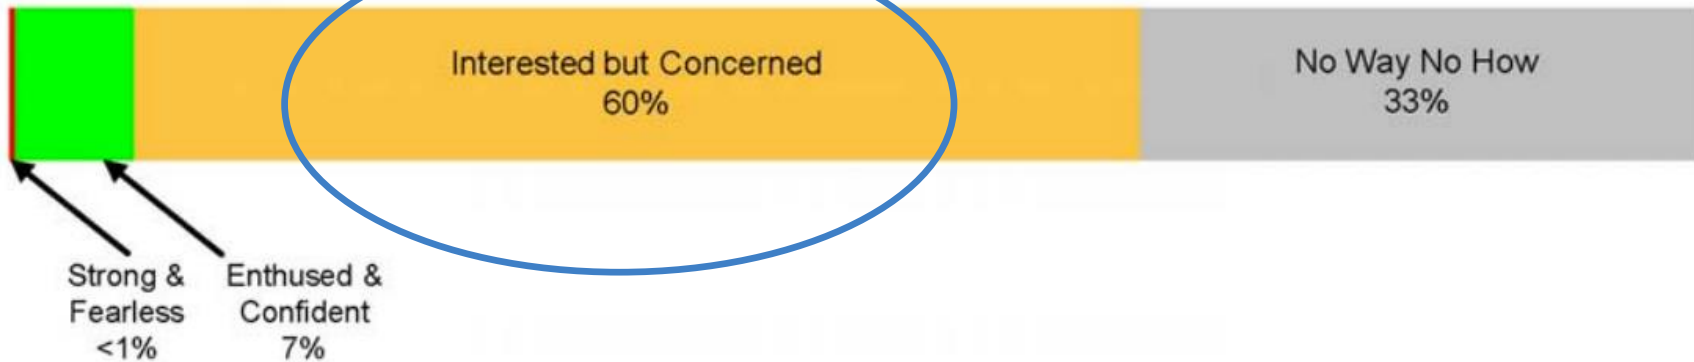 Interested but Concerned
60%
No Way No How
33%
Strong &
Fearless
<1%
Enthused &
Confident
7%